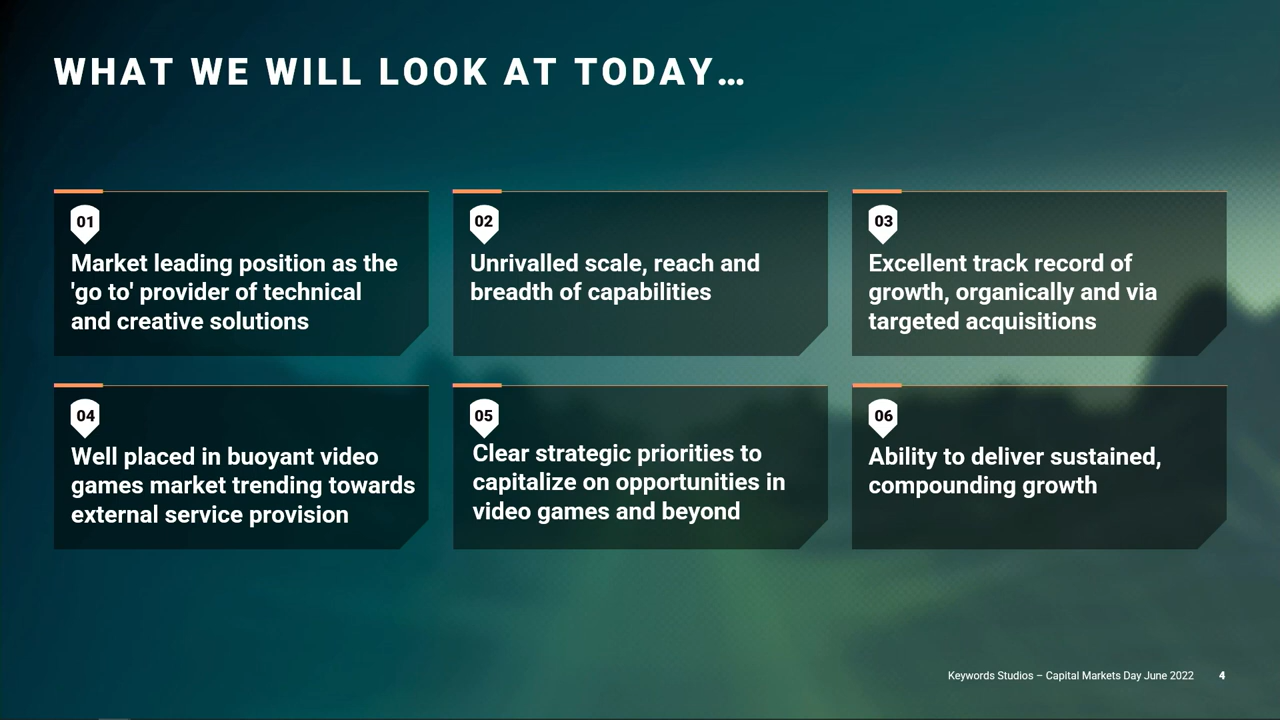 WHAT WE WILL LOOK AT TODAY…
01
Market leading position as the
'go to' provider of technical
and creative solutions
02
Unrivalled scale, reach and
breadth of capabilities
03
Excellent track record of
growth, organically and via
targeted acquisitions
04
Well placed in buoyant video
games market trending towards
external service provision
05
Clear strategic priorities to
capitalize on opportunities in
video games and beyond
06
Ability to deliver sustained,
compounding growth
Keywords Studios – Capital Markets Day June 2022 4